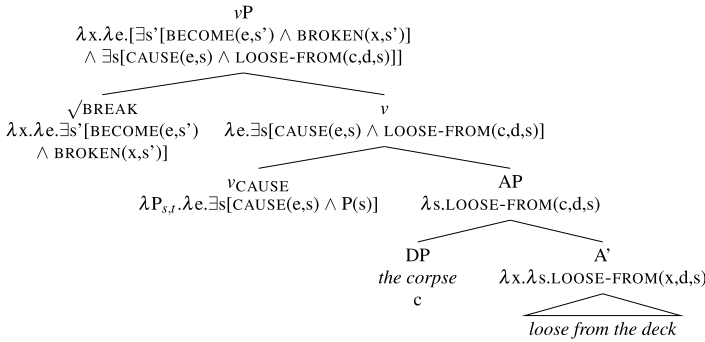 vP
λx.λe.[∃s’[BECOME(e,s’) ∧ BROKEN(x,s’)]
∧ ∃s[CAUSE(e,s) ∧ LOOSE-FROM(c,d,s)]]
√BREAK
λx.λe.∃s’[BECOME(e,s’)
∧ BROKEN(x,s’)]
v
λe.∃s[CAUSE(e,s) ∧ LOOSE-FROM(c,d,s)]
vCAUSE
λPs,t.λe.∃s[CAUSE(e,s) ∧ P(s)]
AP
λs.LOOSE-FROM(c,d,s)
DP
the corpse
c
A’
λx.λs.LOOSE-FROM(x,d,s)
loose from the deck